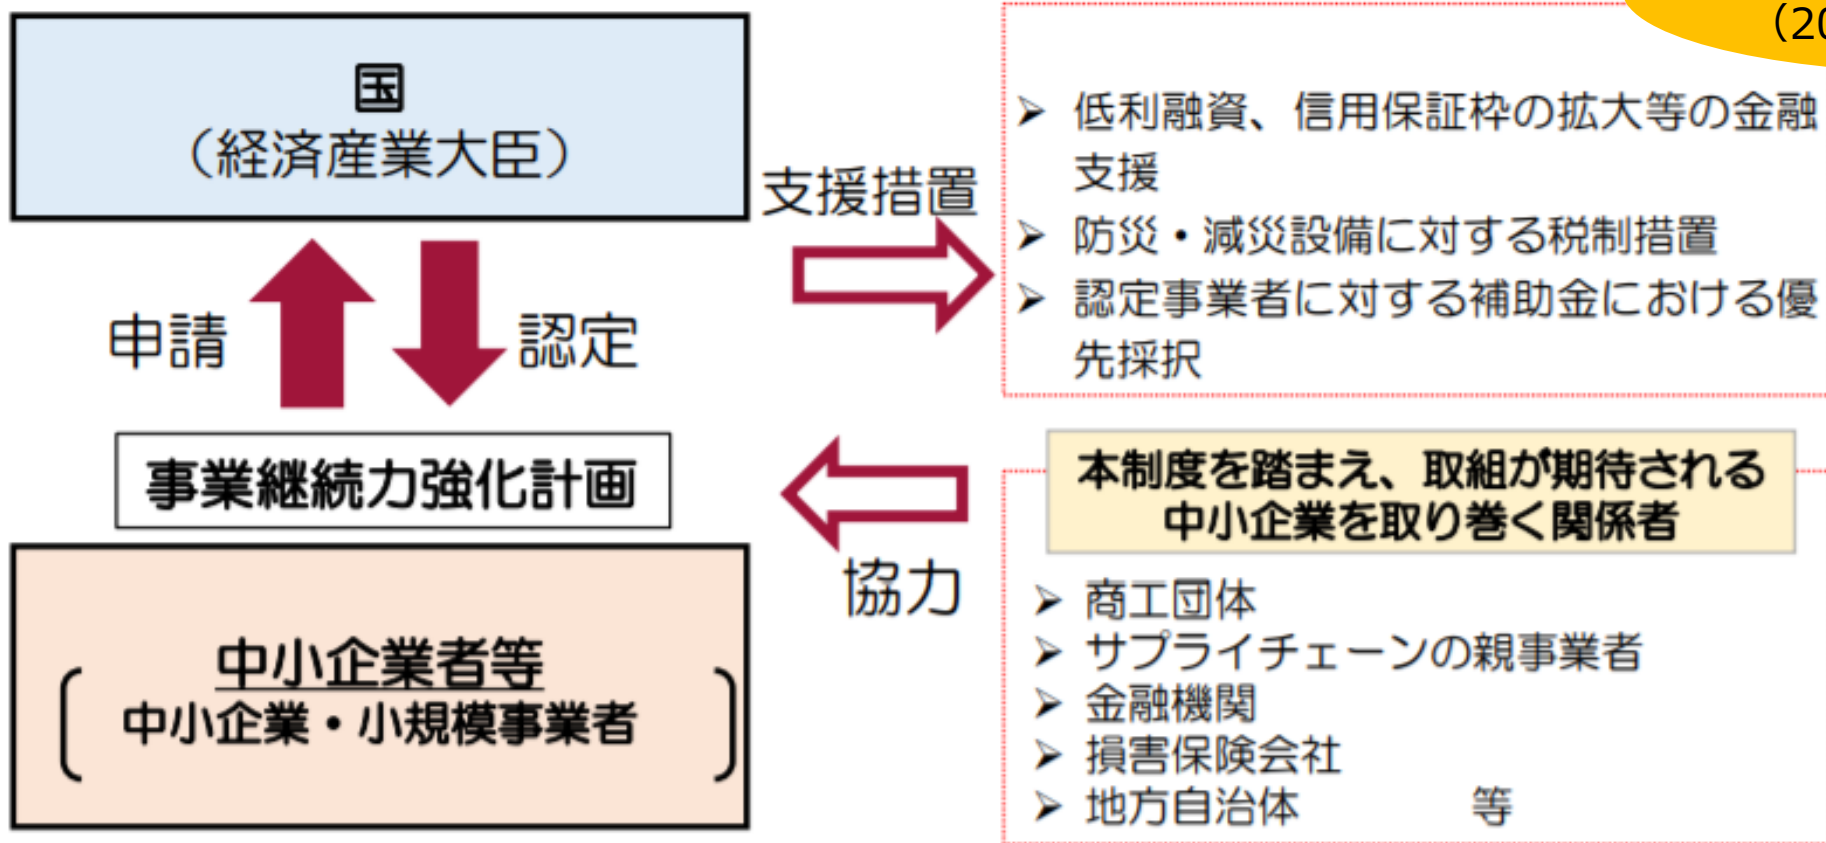 国
（経済産業大臣）
申請
認定
事業継続力強化計画
中小企業者等
中小企業・小規模事業者
支援措置
（20
➢ 低利融資、信用保証枠の拡大等の金融
支援
➢ 防災・減災設備に対する税制措置
➢ 認定事業者に対する補助金における優
先採択
協力
本制度を踏まえ、取組が期待される
中小企業を取り巻く関係者
➢ 商工団体
➢ サプライチェーンの親事業者
➢ 金融機関
➢ 損害保険会社
➢ 地方自治体 等